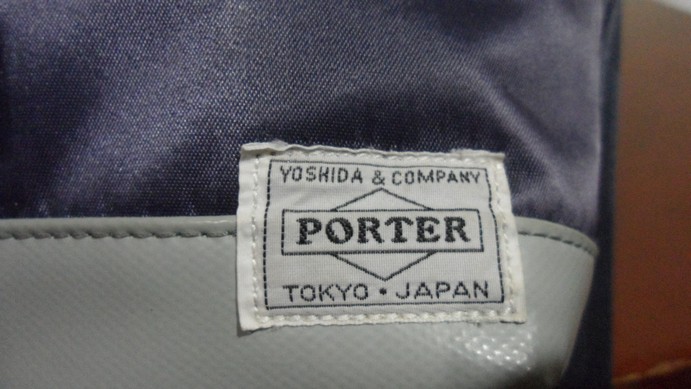 YOSHIDA & COMPANY
PORTER
TOKYO • JAPAN